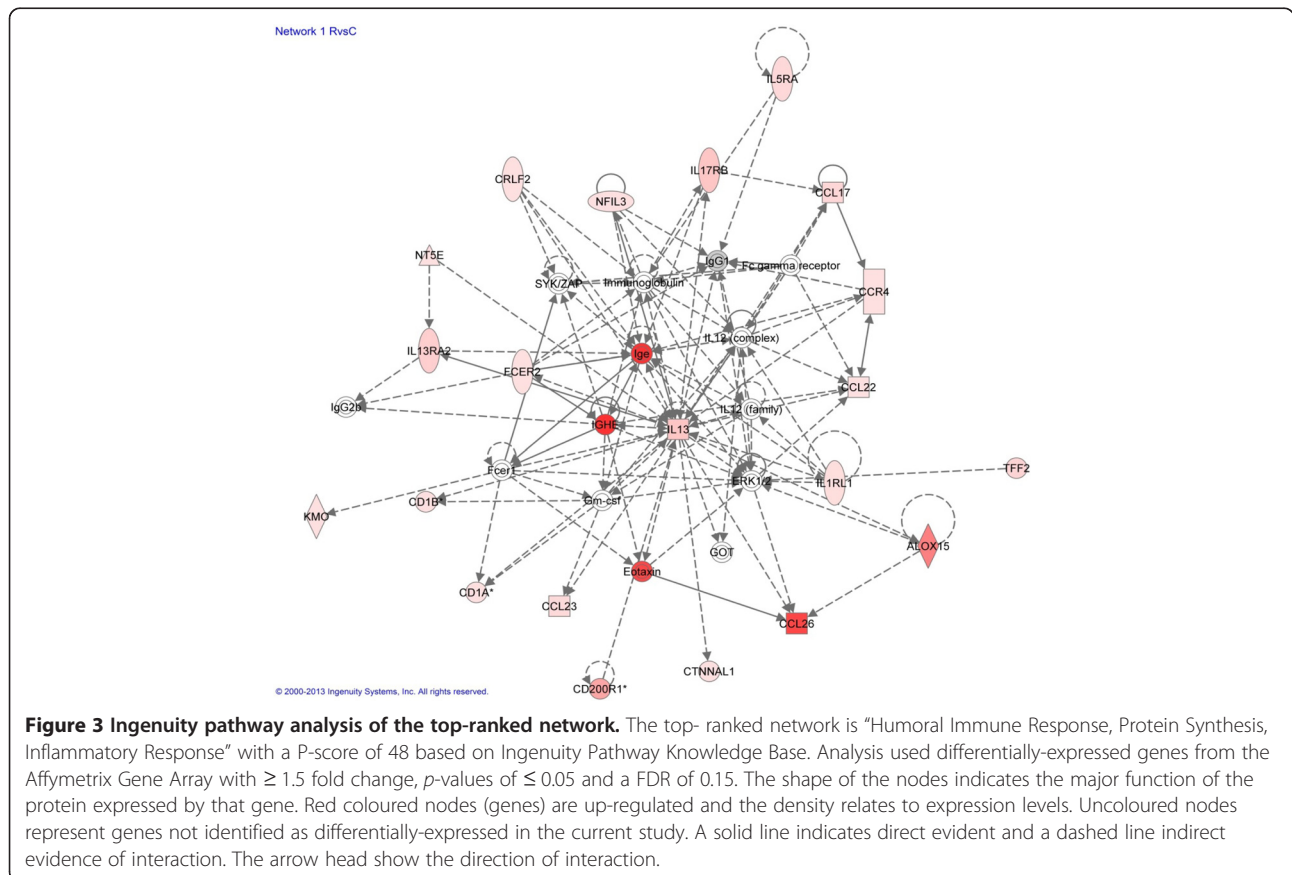 Network 1 RvsC
IL5RA
CRLF2
IL17RB
NFIL3
CCL17
NT5E
IgG1
Fc gamma receptor
SYK/ZAP
Immunoglobulin
CCR4
IL12 (complex)
IL13RA2
Ige
FCER2
CCL22
IgG2b
IL12 (family)
IGHE
IL13
Fcer1
TFF2
ERK1/2
IL1RL1
Gm-csf
CD1B*
KMO
GOT
ALOX15
Eotaxin
CD1A*
CCL23
CCL26
CTNNAL1
CD200R1*
© 2000-2013 Ingenuity Systems, Inc. All rights reserved.
Figure 3 Ingenuity pathway analysis of the top-ranked network. The top- ranked network is “Humoral Immune Response, Protein Synthesis,
Inflammatory Response” with a P-score of 48 based on Ingenuity Pathway Knowledge Base. Analysis used differentially-expressed genes from the
Affymetrix Gene Array with ≥ 1.5 fold change, p-values of ≤ 0.05 and a FDR of 0.15. The shape of the nodes indicates the major function of the
protein expressed by that gene. Red coloured nodes (genes) are up-regulated and the density relates to expression levels. Uncoloured nodes
represent genes not identified as differentially-expressed in the current study. A solid line indicates direct evident and a dashed line indirect
evidence of interaction. The arrow head show the direction of interaction.